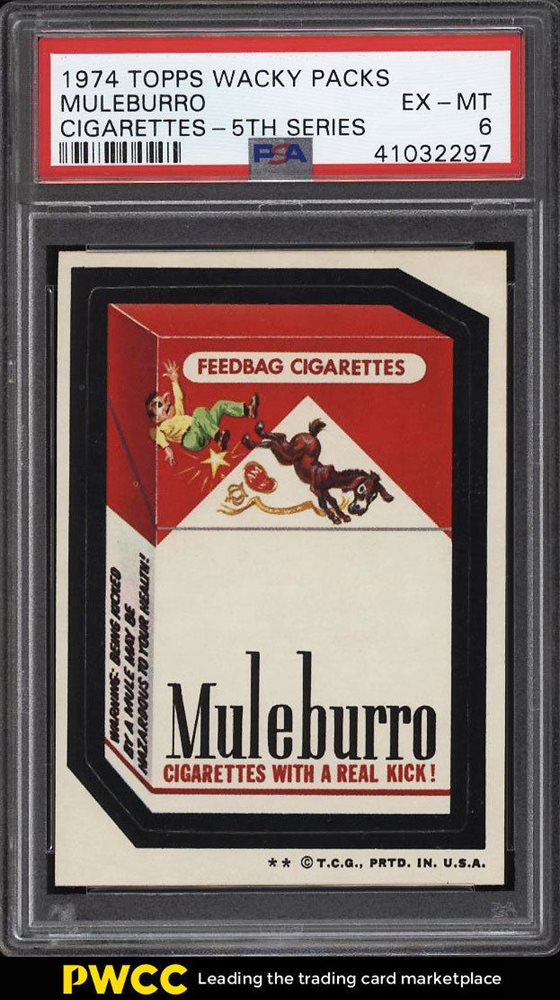 1974 TOPPS WACKY PACKS
MULEBURRO EX – MT
CIGARETTES – 5TH SERIES 6
PSA 41032297
FEEDBAG CIGARETTES
M
WARNING: BEING KICKED
BY A MULE MAY BE
HAZARDOUS TO YOUR HEALTH!
Muleburro
CIGARETTES WITH A REAL KICK!
** © T.C.G., PRTD. IN. U.S.A.
PWCC Leading the trading card marketplace